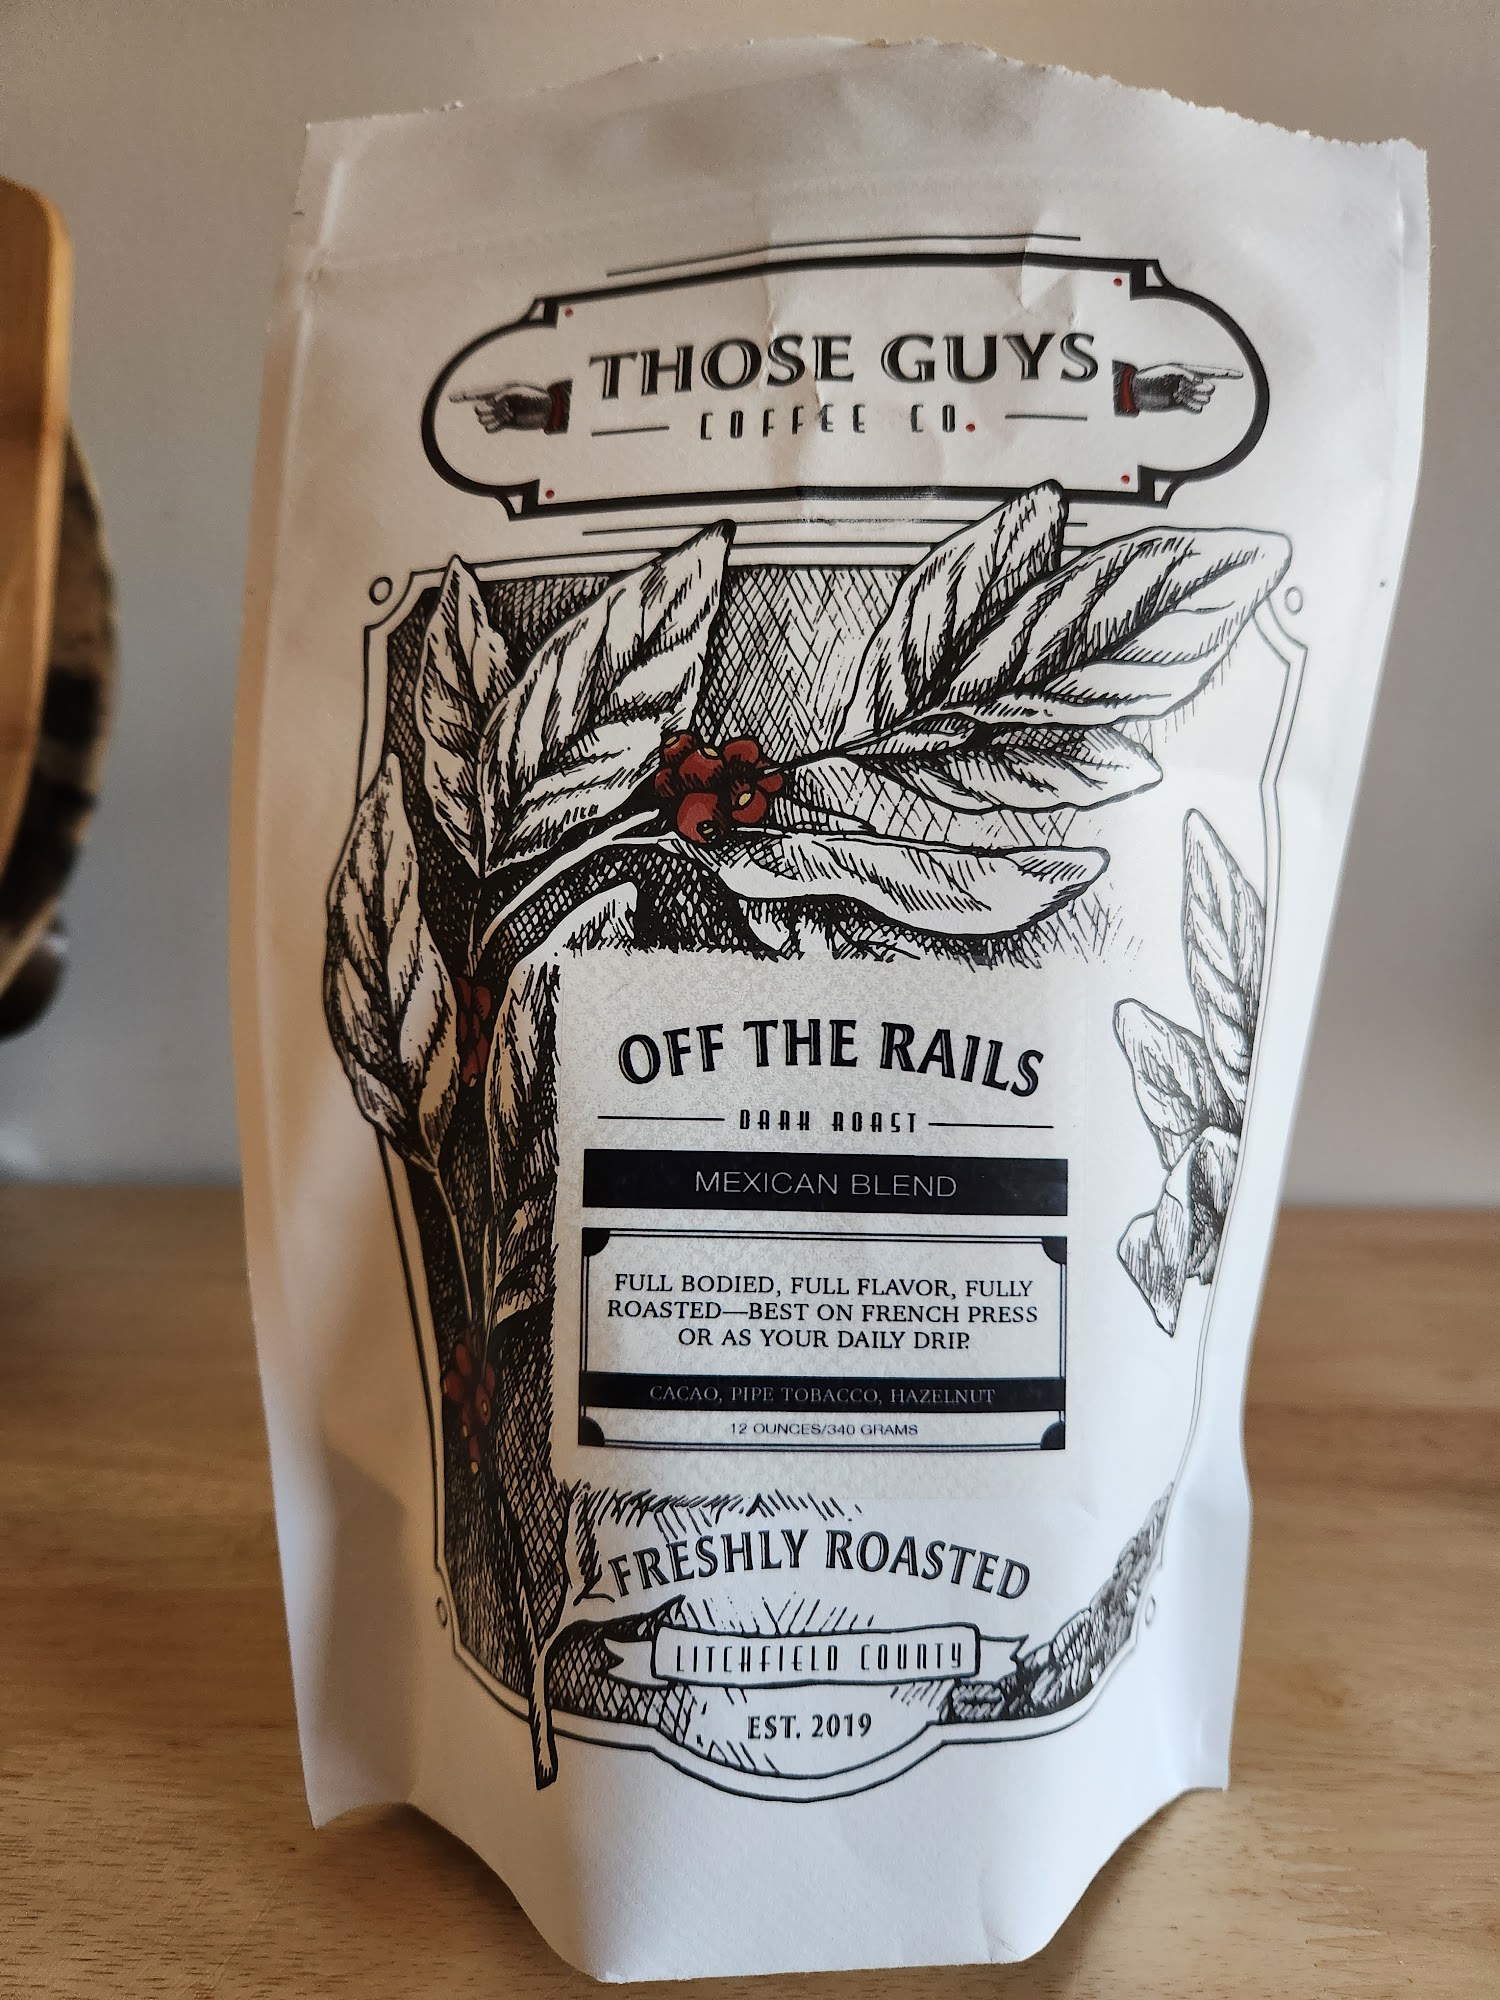 THOSE GUYS
COFFEE CO.
OFF THE RAILS
DARK ROAST
MEXICAN BLEND
FULL BODIED, FULL FLAVOR, FULLY
ROASTED—BEST ON FRENCH PRESS
OR AS YOUR DAILY DRIP.
CACAO, PIPE TOBACCO, HAZELNUT
12 OUNCES/340 GRAMS
FRESHLY ROASTED
LITCHFIELD COUNTY
EST. 2019